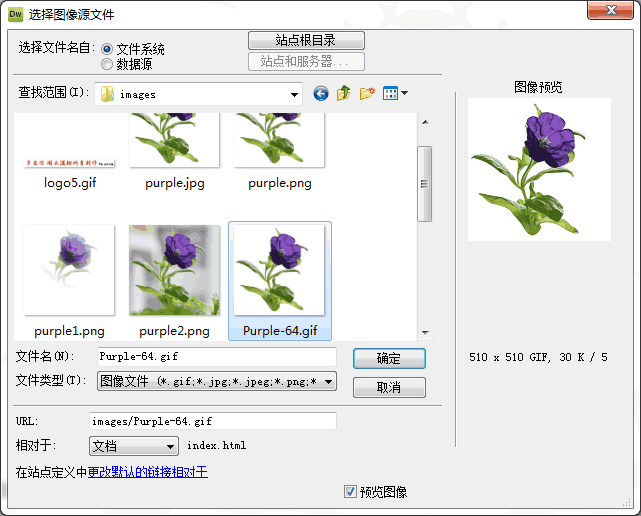 Dw 选择图像源文件
选择文件名自: 文件系统
数据源
站点根目录
站点和服务器...
查找范围(I): images
logo5.gif purple.jpg purple.png
purple1.png purple2.png Purple-64.gif
文件名(N): Purple-64.gif 确定
文件类型(T): 图像文件 (*.gif;*.jpg;*.jpeg;*.png;* 取消
URL: images/Purple-64.gif
相对于: 文档 index.html
在站点定义中更改默认的链接相对于
预览图像
图像预览
510 x 510 GIF, 30 K / 5